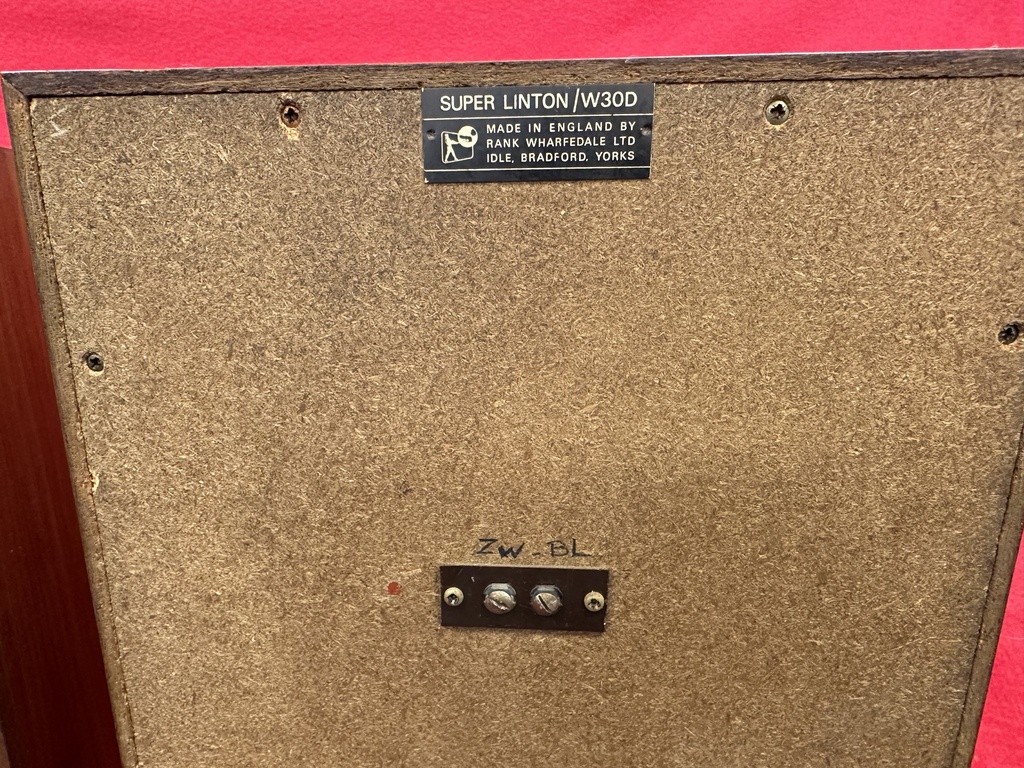 SUPER LINTON/W30D
MADE IN ENGLAND BY
RANK WHARFEDALE LTD
IDLE, BRADFORD, YORKS
ZW-BL